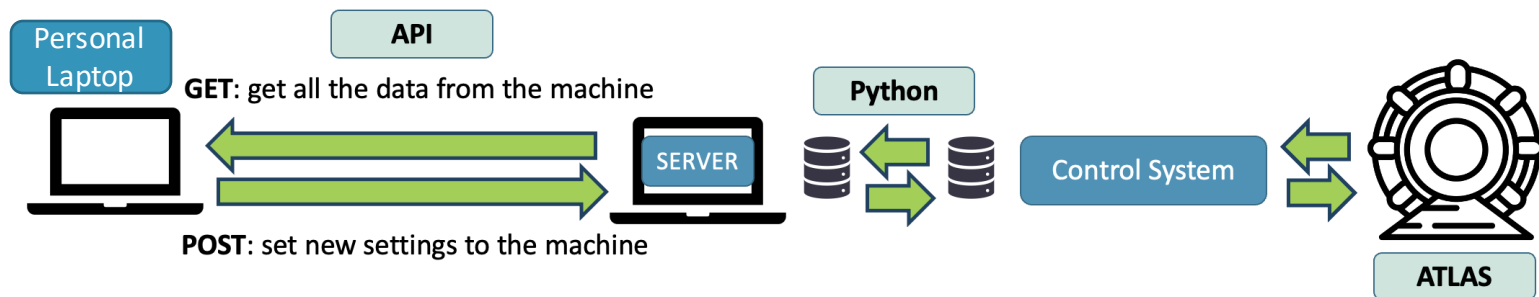 Personal
Laptop
API
GET: get all the data from the machine
Python
SERVER
Control System
POST: set new settings to the machine
ATLAS